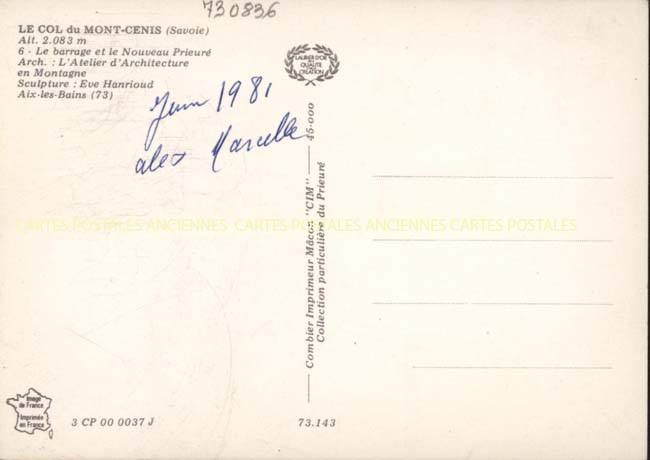 730836
LE COL du MONT-CENIS (Savoie)
Alt. 2.083 m
6 - Le barrage et le Nouveau Prieuré
Arch. : L'Atelier d'Architecture
en Montagne
Sculpture : Eve Hanrioud
Aix-les-Bains (73)
LAURIER D'OR
DE LA
QUALITÉ
CRÉATION
Juin 1981
alex Marcelle
CARTES POSTALES ANCIENNES CARTES POSTALES ANCIENNES CARTES POSTALES
Combier Imprimeur Mâcon "CIM" 45-000
Collection particulière du Prieuré
Image
de France
Imprimée
en France
3 CP 00 0037 J
73.143